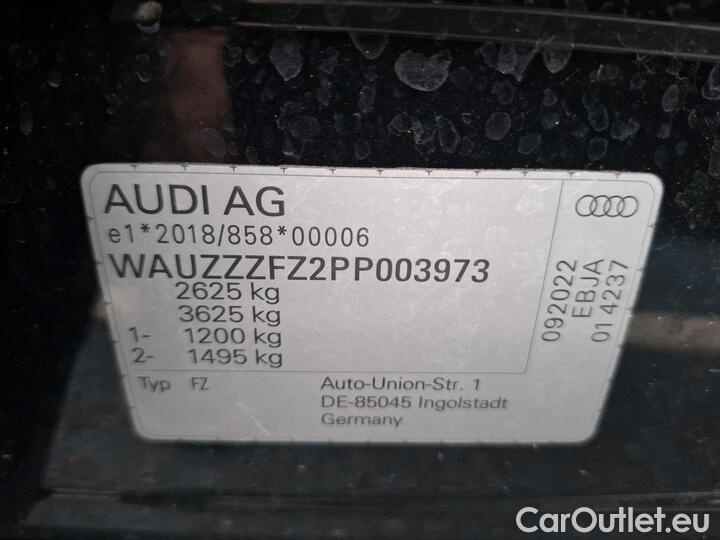 AUDI AG
e1*2018/858*00006
WAUZZZFZ2PP003973
2625 kg
3625 kg
1- 1200 kg
2- 1495 kg
Typ FZ
Auto-Union-Str. 1
DE-85045 Ingolstadt
Germany
092022
EBJA
014237
CarOutlet.eu